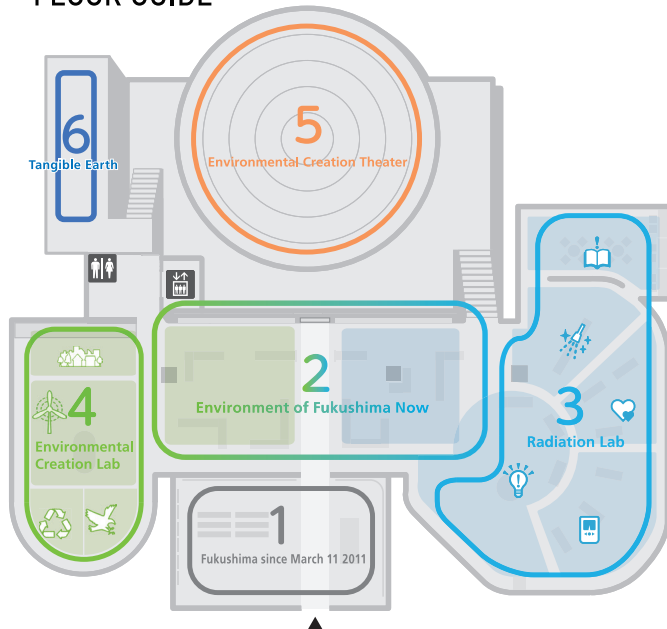 FLOOR GUIDE
6
Tangible Earth
5
Environmental Creation Theater
2
Environment of Fukushima Now
4
Environmental
Creation Lab
3
Radiation Lab
1
Fukushima since March 11 2011